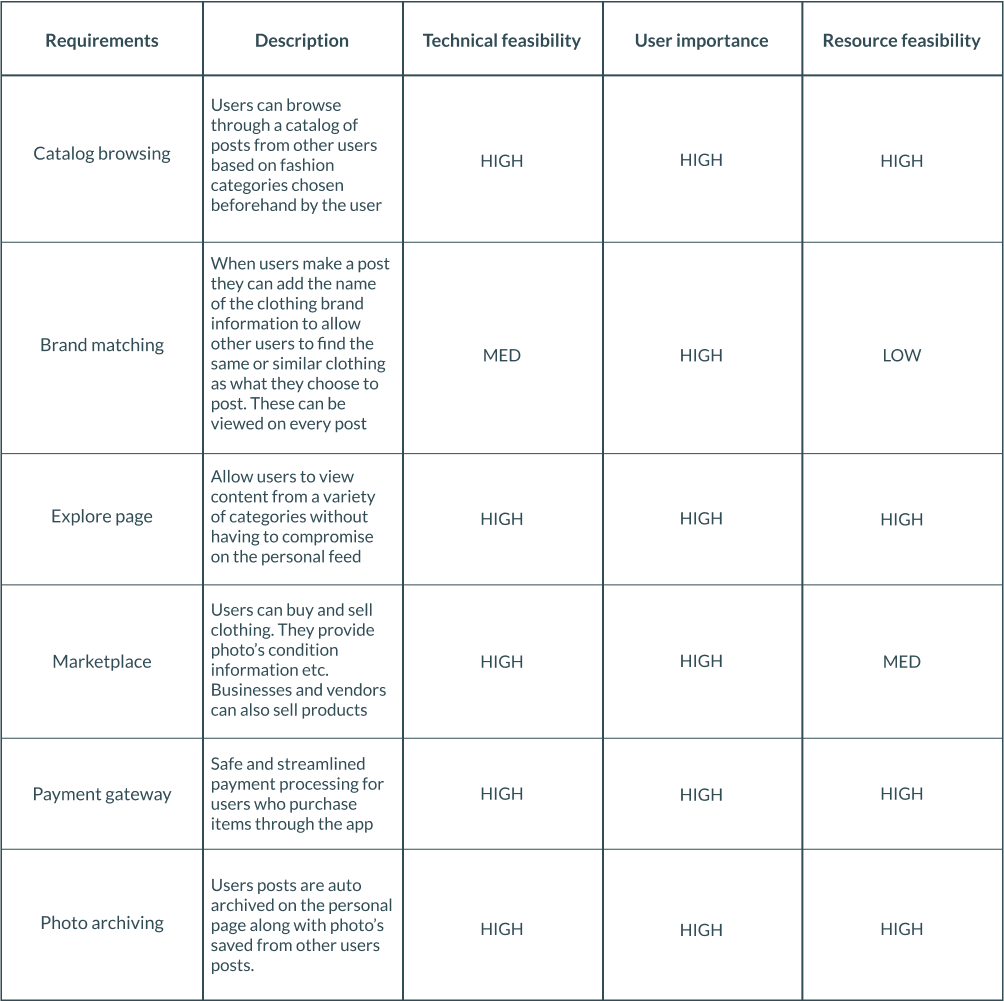 Requirements Description Technical feasibility User importance Resource feasibility
Catalog browsing
Users can browse
through a catalog of
posts from other users
based on fashion
categories chosen
beforehand by the user
HIGH
HIGH
HIGH
Brand matching
When users make a post
they can add the name
of the clothing brand
information to allow
other users to find the
same or similar clothing
as what they choose to
post. These can be
viewed on every post
MED
HIGH
LOW
Explore page
Allow users to view
content from a variety
of categories without
having to compromise
on the personal feed
HIGH
HIGH
HIGH
Marketplace
Users can buy and sell
clothing. They provide
photo’s condition
information etc.
Businesses and vendors
can also sell products
HIGH
HIGH
MED
Payment gateway
Safe and streamlined
payment processing for
users who purchase
items through the app
HIGH
HIGH
HIGH
Photo archiving
Users posts are auto
archived on the personal
page along with photo’s
saved from other users
posts.
HIGH
HIGH
HIGH